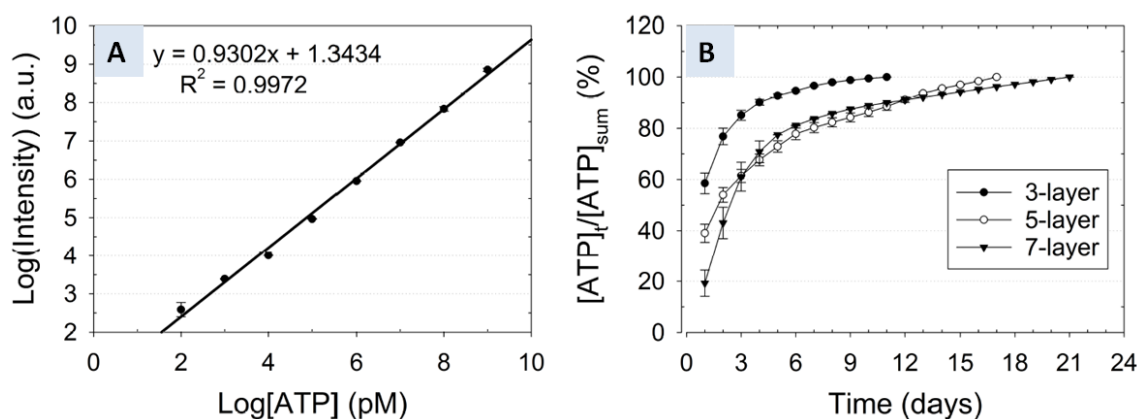 A
y = 0.9302x + 1.3434
R² = 0.9972
Log(Intensity) (a.u.)
10
9
8
7
6
5
4
3
2
0
2
4
6
8
10
Log[ATP] (pM)
B
[ATP]t/[ATP]sum (%)
120
100
80
60
40
20
0
3-layer
5-layer
7-layer
0
3
6
9
12
15
18
21
24
Time (days)